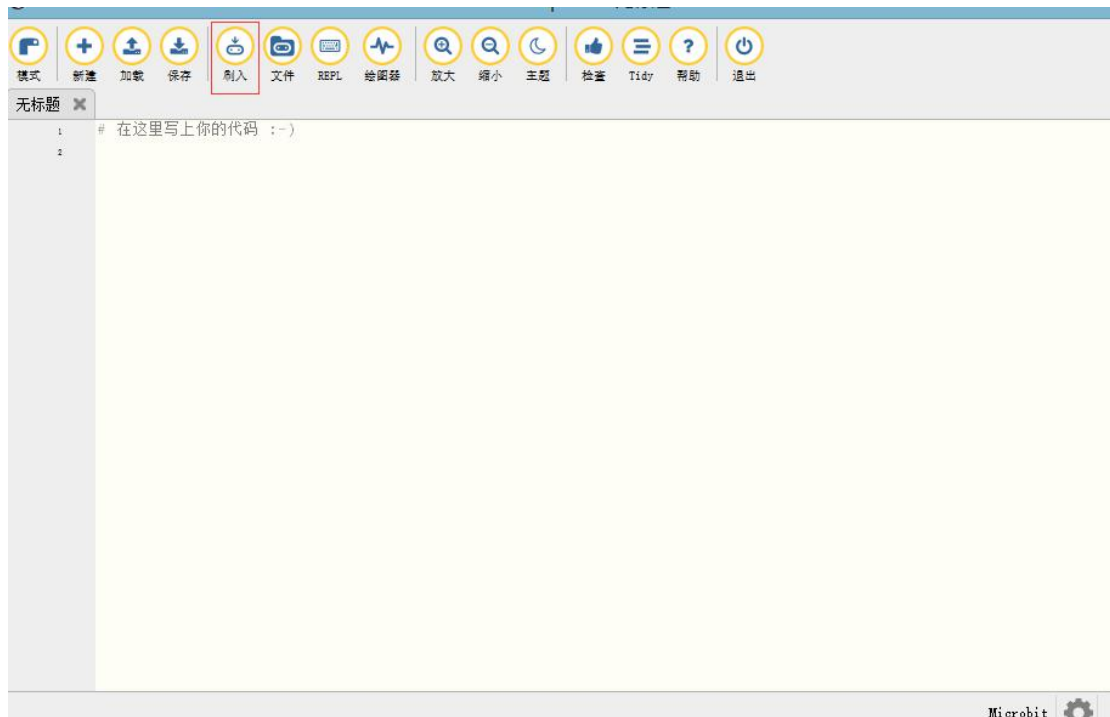 模式 新建 加载 保存 刷入 文件 REPL 绘图器 放大 缩小 主题 检查 Tidy 帮助 退出
无标题
1 # 在这里写上你的代码 :-)
2
Microbit